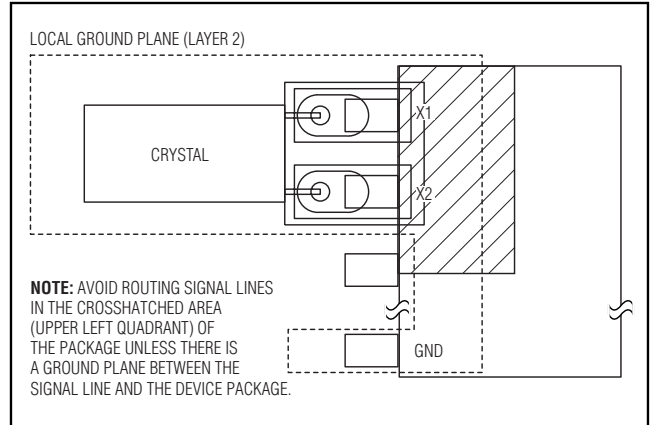 LOCAL GROUND PLANE (LAYER 2)
X1
CRYSTAL
X2
NOTE: AVOID ROUTING SIGNAL LINES
IN THE CROSSHATCHED AREA
(UPPER LEFT QUADRANT) OF
THE PACKAGE UNLESS THERE IS
A GROUND PLANE BETWEEN THE
SIGNAL LINE AND THE DEVICE PACKAGE.
GND